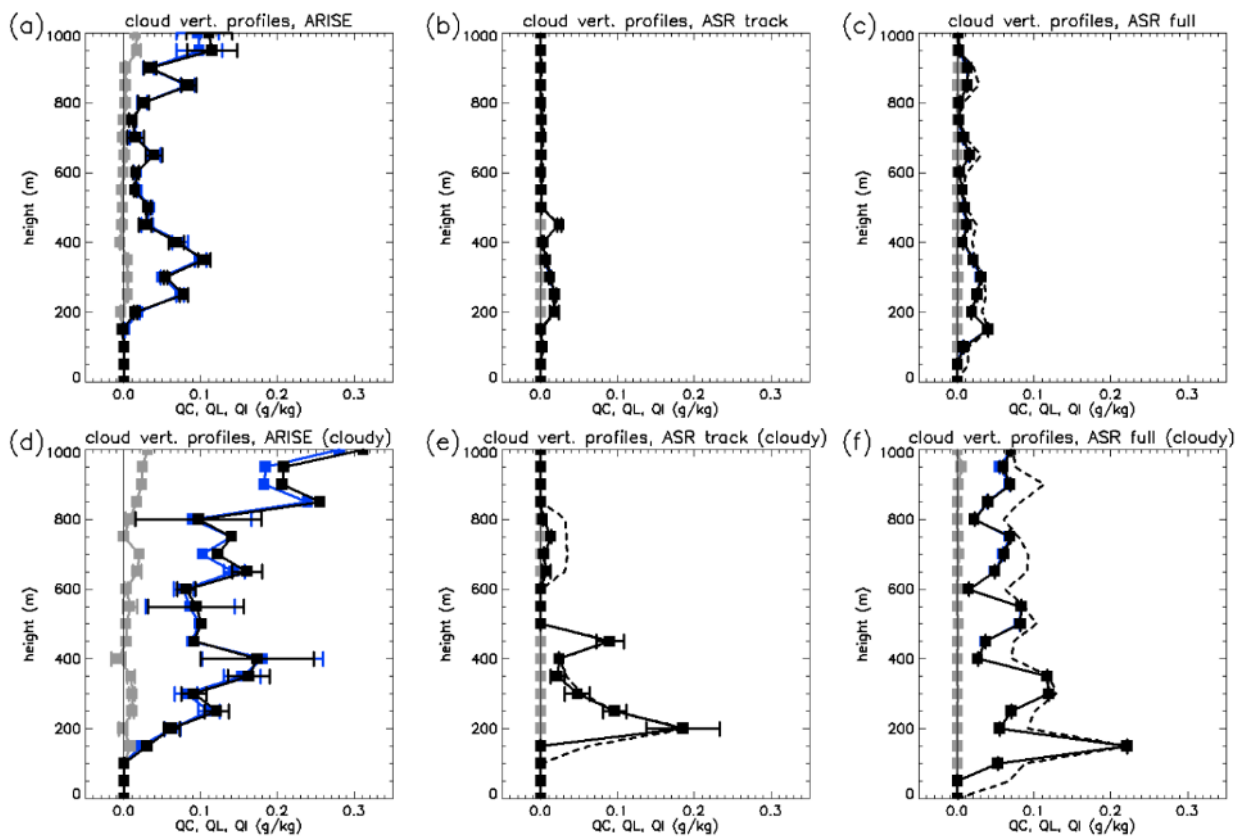 (a) cloud vert. profiles, ARISE
1000
800
600
400
200
0
height (m)
0.0 0.1 0.2 0.3
QC, QL, QI (g/kg)
(b) cloud vert. profiles, ASR track
1000
800
600
400
200
0
height (m)
0.0 0.1 0.2 0.3
QC, QL, QI (g/kg)
(c) cloud vert. profiles, ASR full
1000
800
600
400
200
0
height (m)
0.0 0.1 0.2 0.3
QC, QL, QI (g/kg)
(d) cloud vert. profiles, ARISE (cloudy)
1000
800
600
400
200
0
height (m)
0.0 0.1 0.2 0.3
QC, QL, QI (g/kg)
(e) cloud vert. profiles, ASR track (cloudy)
1000
800
600
400
200
0
height (m)
0.0 0.1 0.2 0.3
QC, QL, QI (g/kg)
(f) cloud vert. profiles, ASR full (cloudy)
1000
800
600
400
200
0
height (m)
0.0 0.1 0.2 0.3
QC, QL, QI (g/kg)